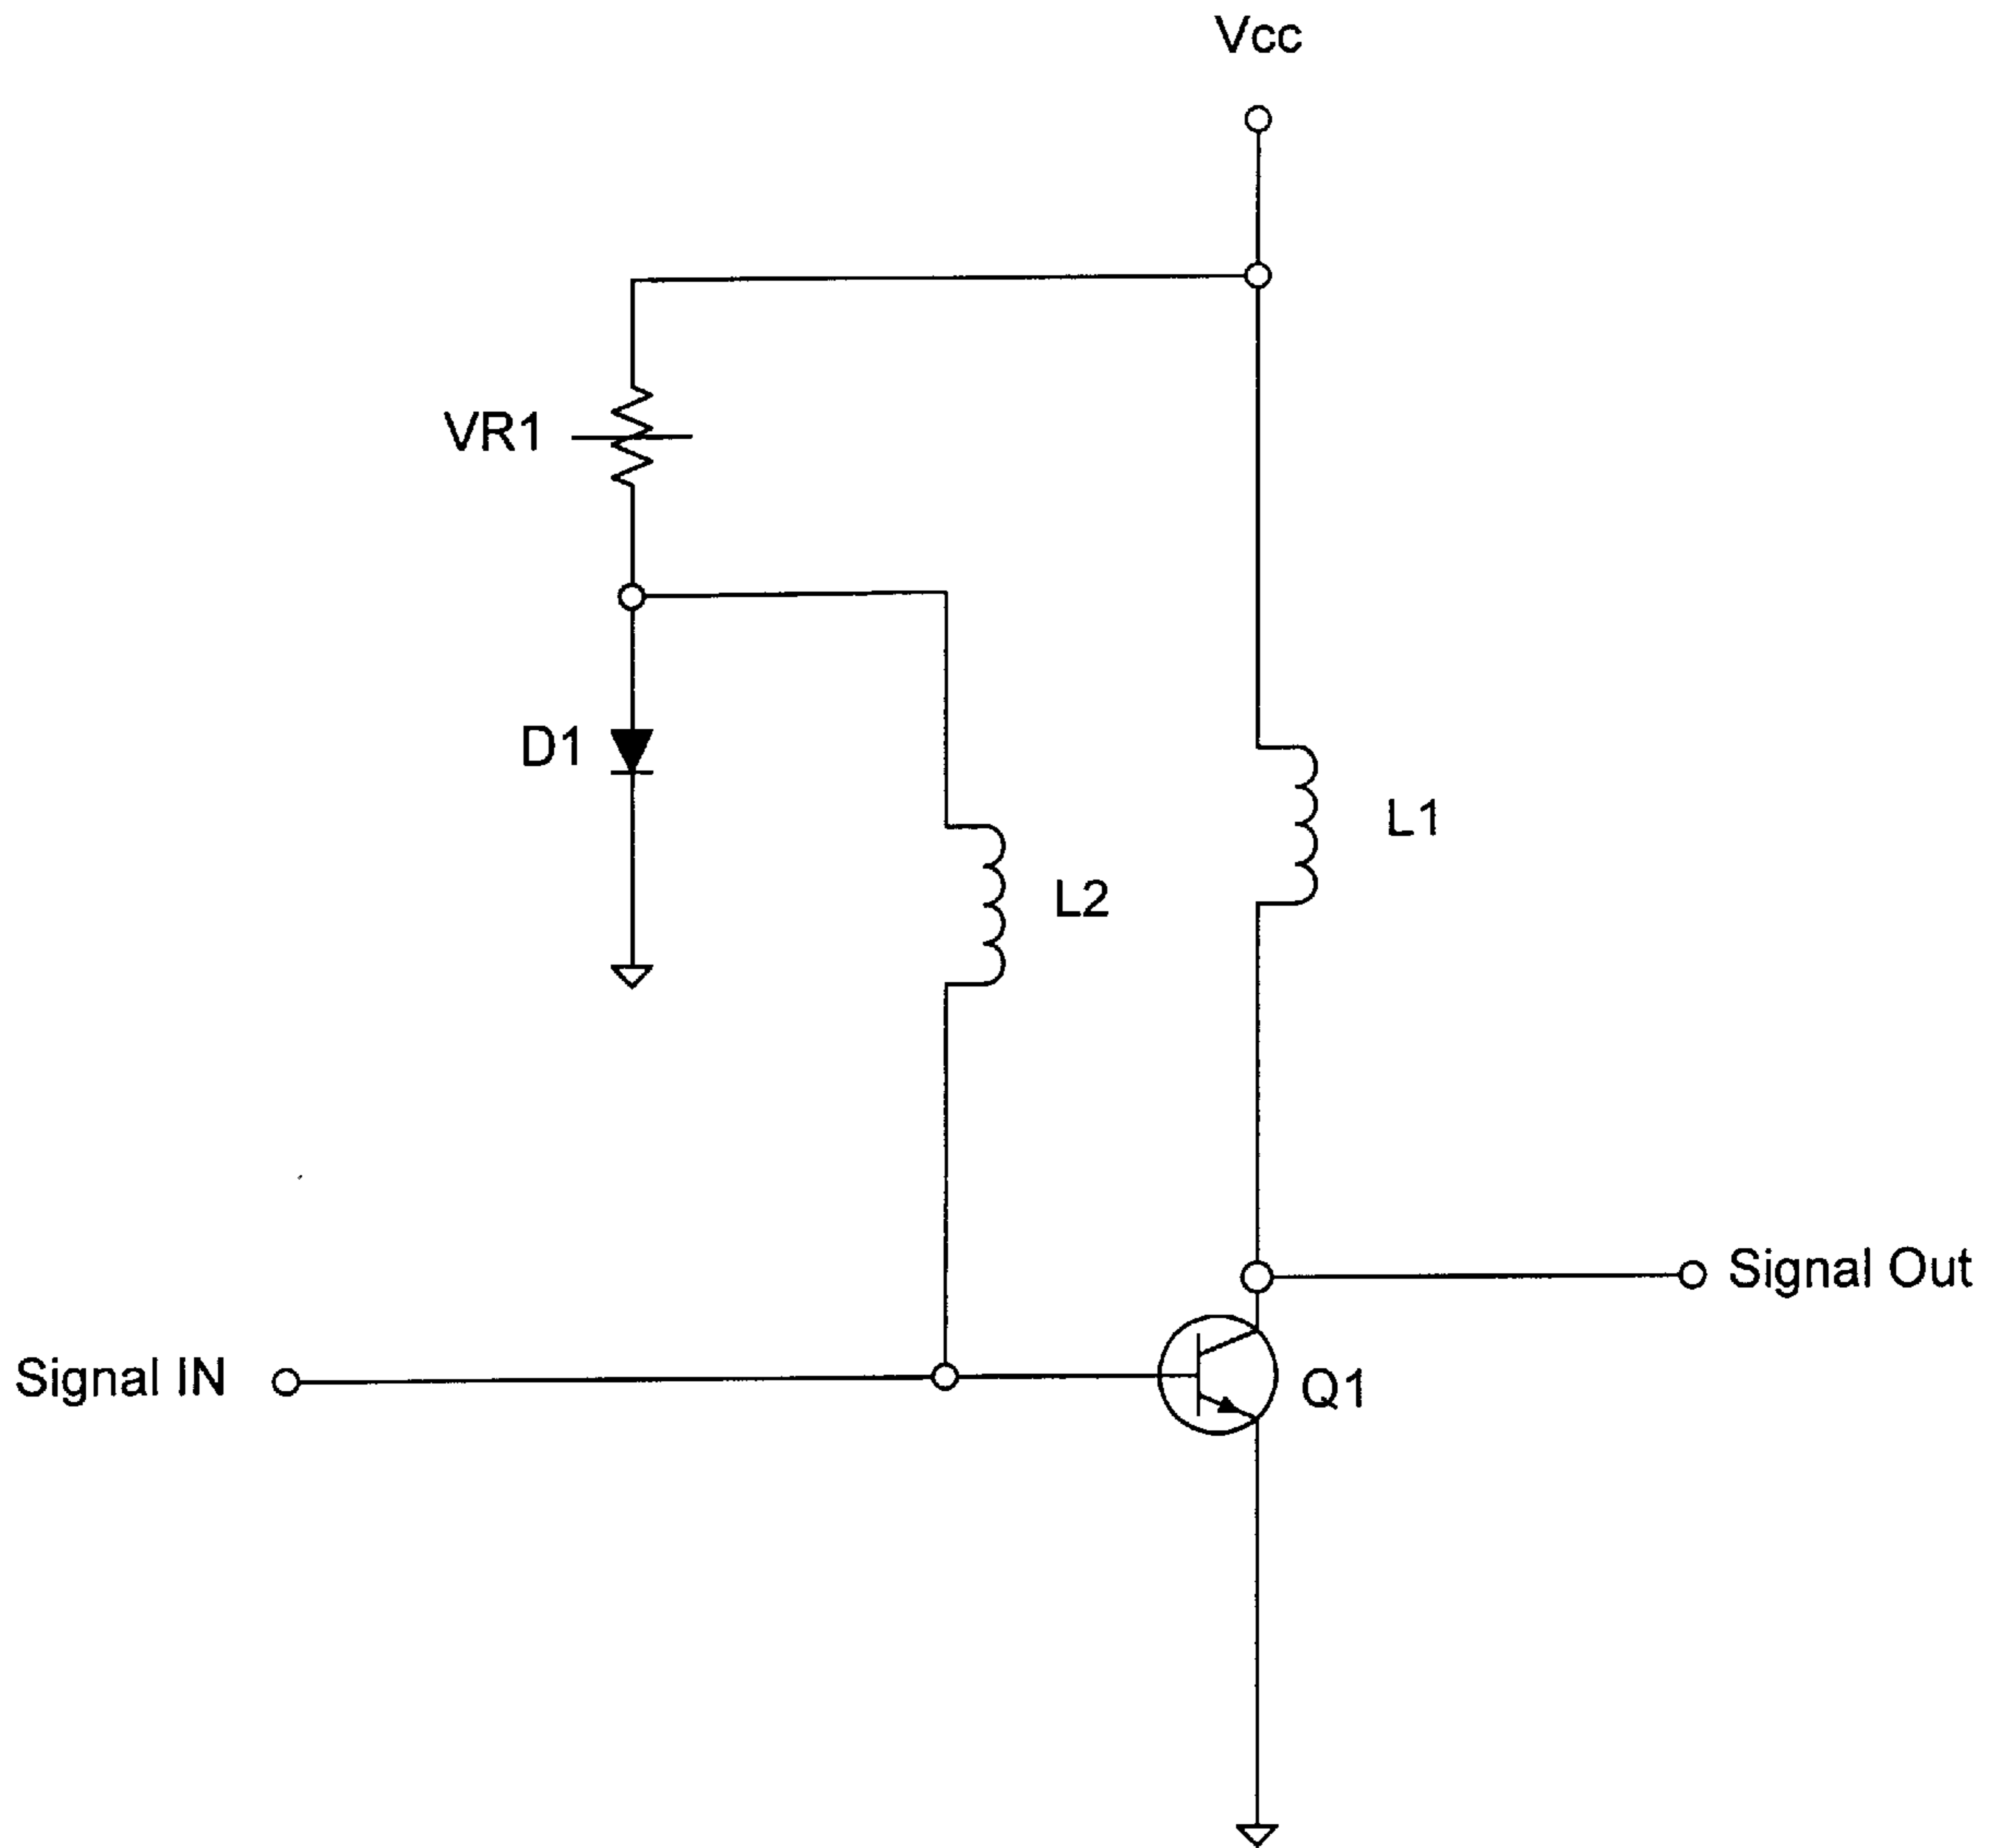 Vcc
VR1
D1
L1
L2
Signal Out
Signal IN
Q1